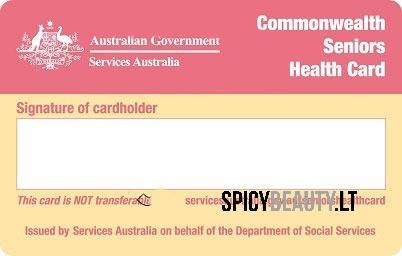 Australian Government
Services Australia
Commonwealth
Seniors
Health Card
Signature of cardholder
This card is NOT transferable
SPICYBEAUTY.LT
Issued by Services Australia on behalf of the Department of Social Services